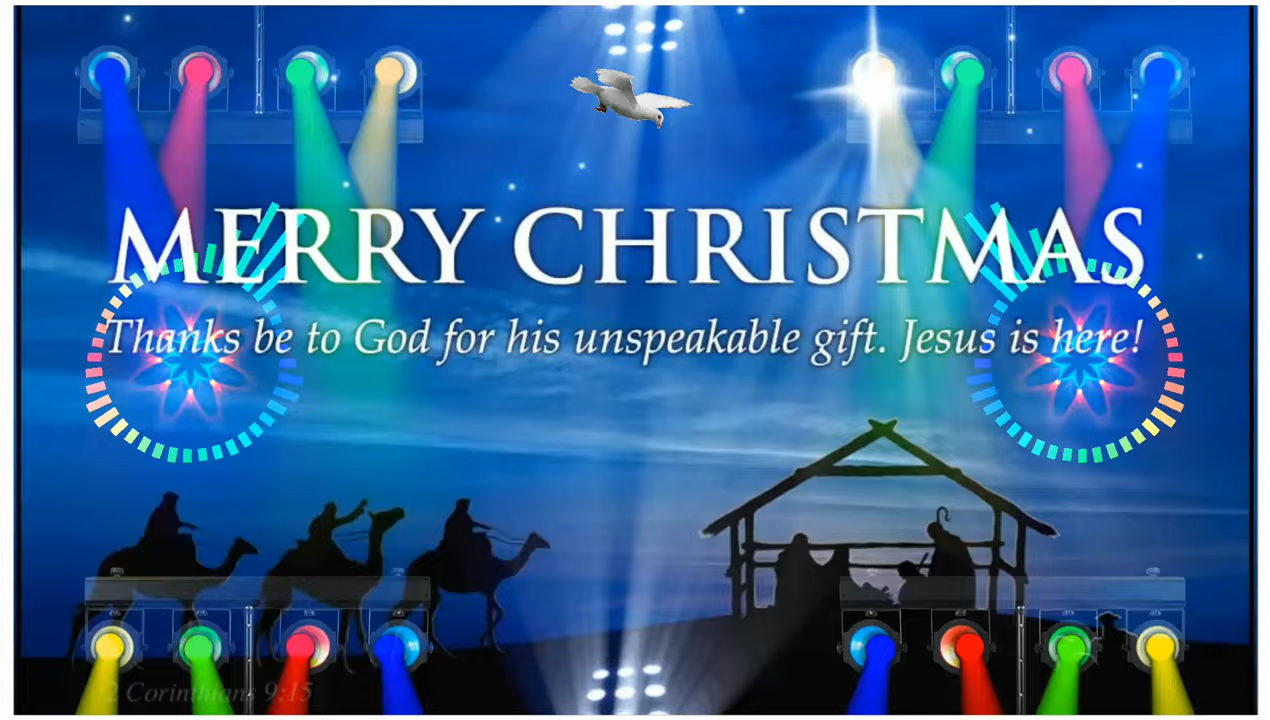 MERRY CHRISTMAS
Thanks be to God for his unspeakable gift. Jesus is here!
2 Corinthians 9:15